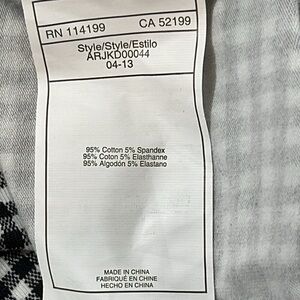 RN 114199 CA 52199
Style/Style/Estilo
ARJKD00044
04-13
95% Cotton 5% Spandex
95% Coton 5% Elasthanne
95% Algodón 5% Elastano
MADE IN CHINA
FABRIQUÉ EN CHINE
HECHO EN CHINA